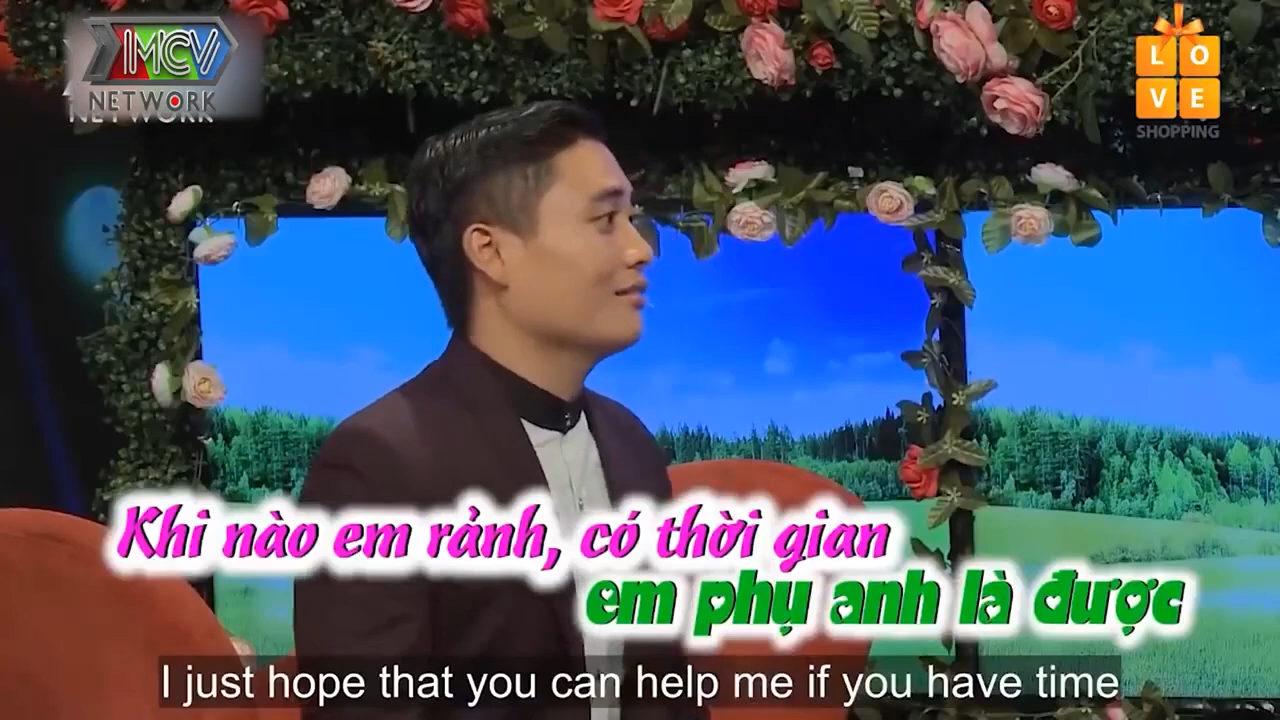 MCV
NETWORK
LOVE
SHOPPING
Khi nào em rảnh, có thời gian
em phụ anh là được
I just hope that you can help me if you have time